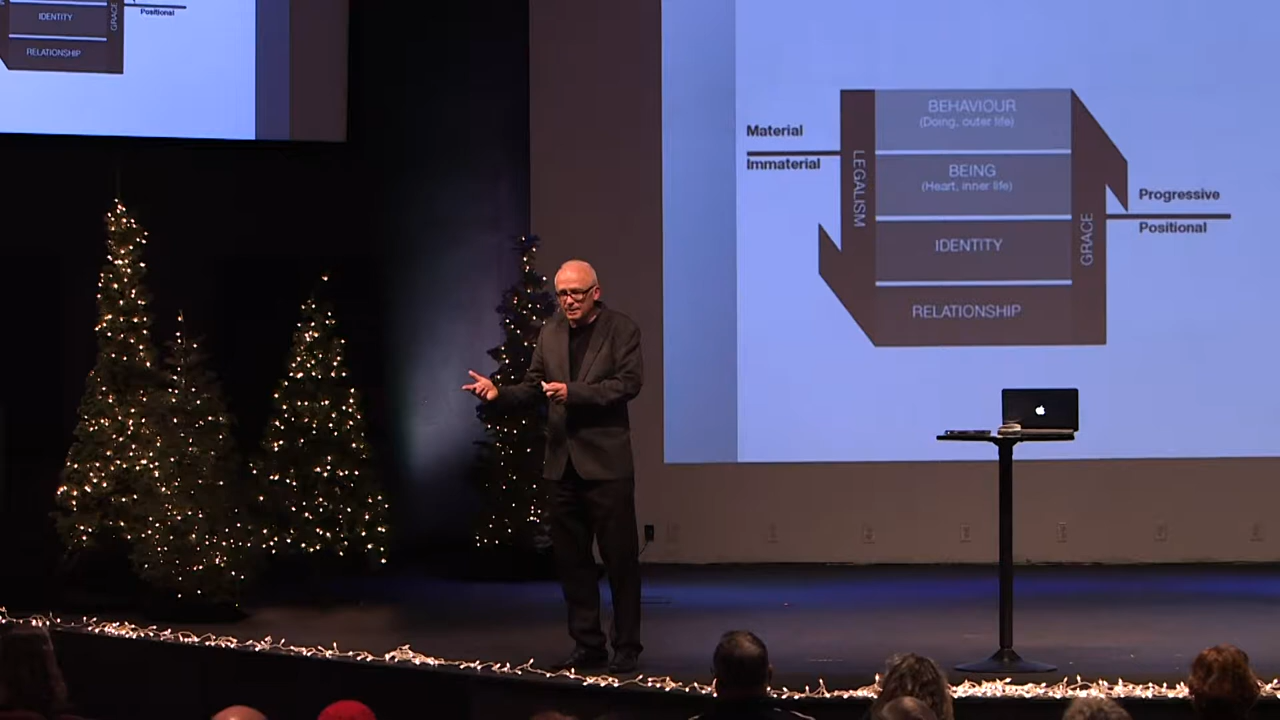 IDENTITY
RELATIONSHIP
GRACE
Positional
BEHAVIOUR
(Doing, outer life)
BEING
(Heart, inner life)
IDENTITY
RELATIONSHIP
LEGALISM
GRACE
Material
Immaterial
Progressive
Positional